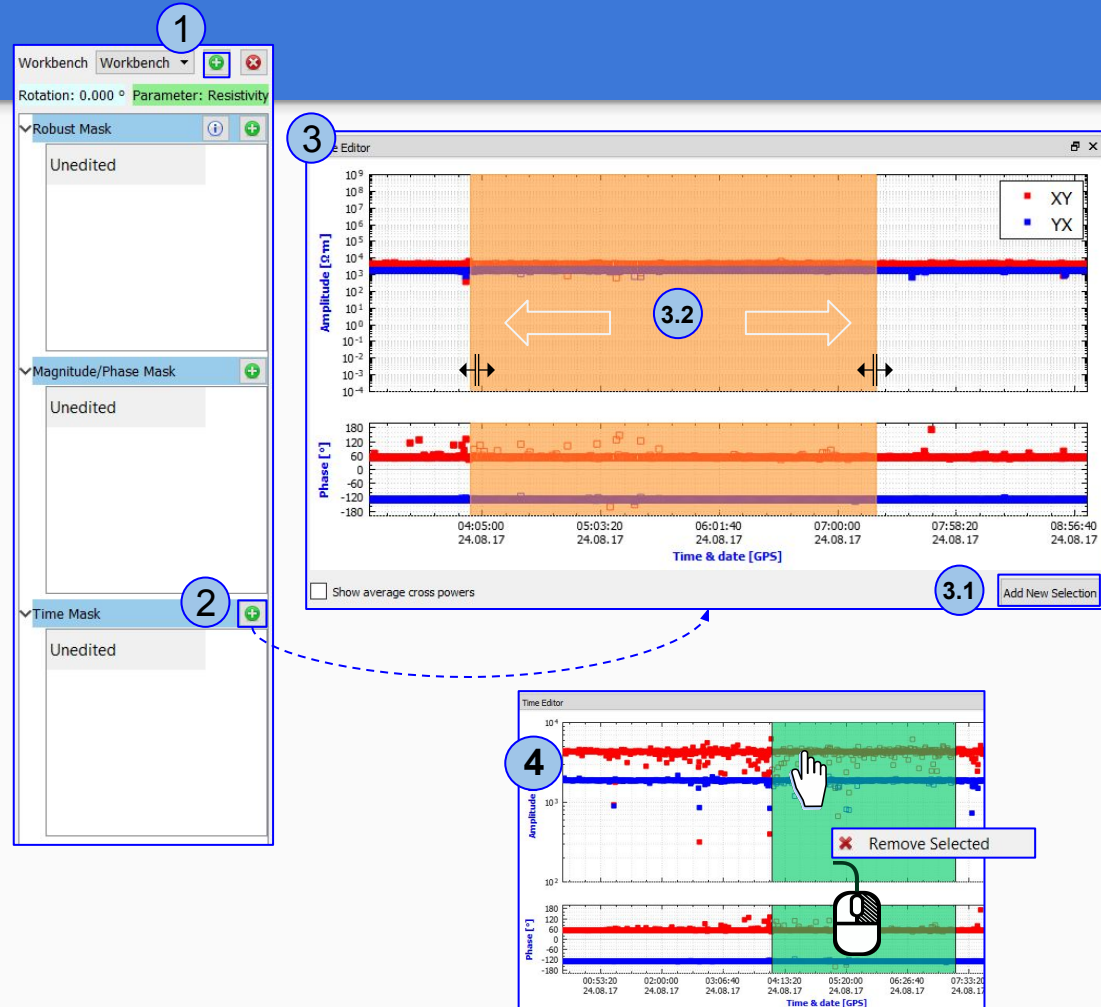 1
Workbench Workbench
Rotation: 0.000 ° Parameter: Resistivity
Robust Mask
Unedited
Magnitude/Phase Mask
Unedited
2
Time Mask
Unedited
3
e Editor
10⁹
10⁸
10⁷
10⁶
10⁵
10⁴
10³
10²
10¹
10⁰
10⁻¹
10⁻²
10⁻³
10⁻⁴
Amplitude [Ω·m]
XY
YX
3.2
180
120
60
0
-60
-120
-180
Phase [°]
04:05:00 05:03:20 06:01:40 07:00:00 07:58:20 08:56:40
24.08.17 24.08.17 24.08.17 24.08.17 24.08.17 24.08.17
Time & date [GPS]
Show average cross powers
3.1
Add New Selection
Time Editor
4
10⁴
10³
10²
Amplitude
Remove Selected
180
120
60
0
-60
-120
-180
Phase [°]
00:53:20 02:00:00 03:06:40 04:13:20 05:20:00 06:26:40 07:33:20
24.08.17 24.08.17 24.08.17 24.08.17 24.08.17 24.08.17 24.08.1
Time & date [GPS]